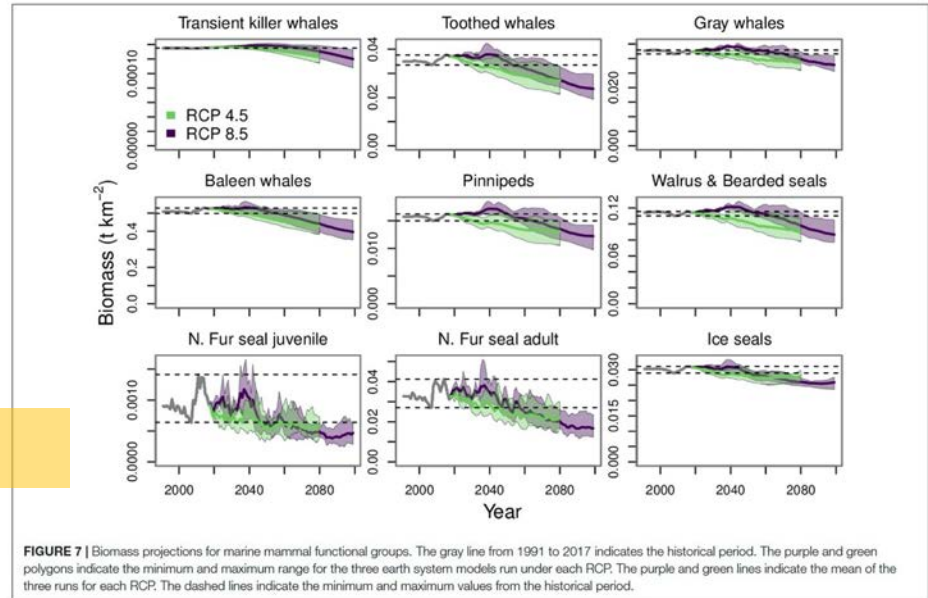 Transient killer whales
Toothed whales
Gray whales
0.00010
0.00000
RCP 4.5
RCP 8.5
0.04
0.02
0.00
0.020
0.000
Baleen whales
Pinnipeds
Walrus & Bearded seals
Biomass (t km⁻²)
0.4
0.2
0.0
0.010
0.000
0.12
0.06
0.00
N. Fur seal juvenile
N. Fur seal adult
Ice seals
0.0010
0.0000
0.04
0.02
0.00
0.030
0.015
0.000
2000 2040 2080
2000 2040 2080
2000 2040 2080
Year
FIGURE 7 | Biomass projections for marine mammal functional groups. The gray line from 1991 to 2017 indicates the historical period. The purple and green
polygons indicate the minimum and maximum range for the three earth system models run under each RCP. The purple and green lines indicate the mean of the
three runs for each RCP. The dashed lines indicate the minimum and maximum values from the historical period.